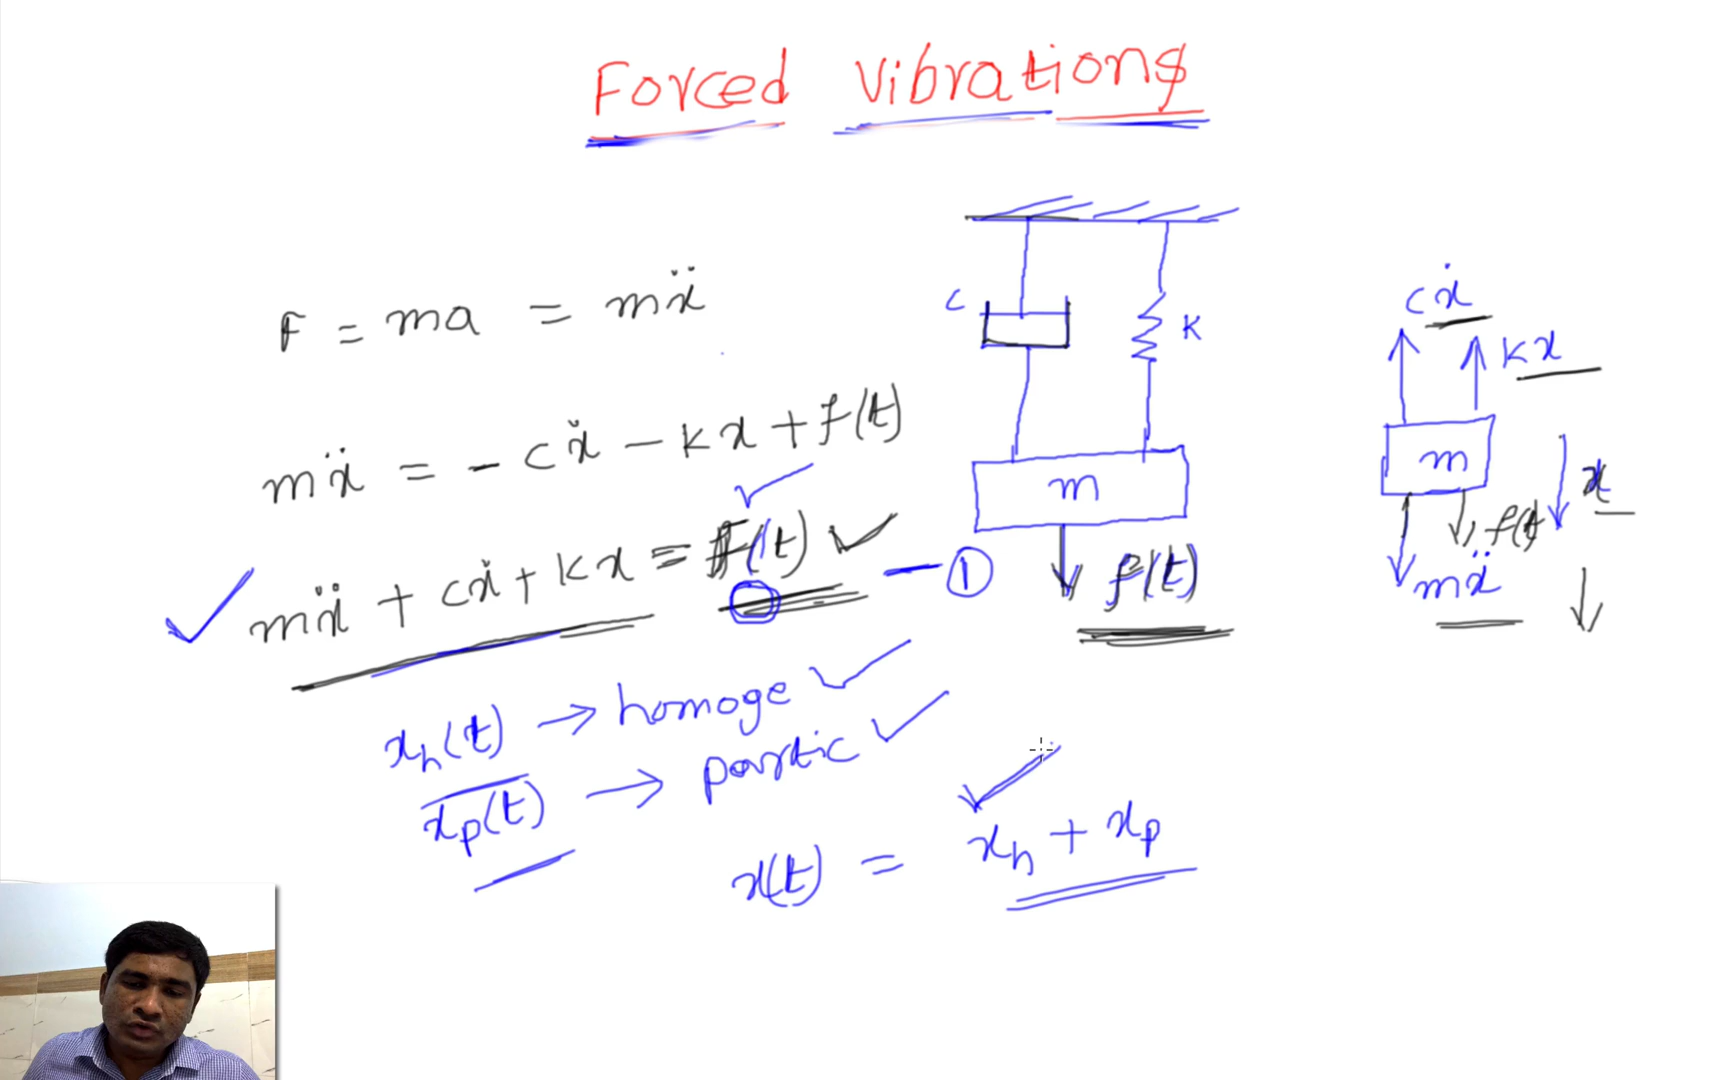 Forced Vibrations
F = ma = mẍ
mẍ = - cẋ - kx + f(t)
mẍ + cẋ + kx = F(t) — ①
xₕ(t) → homoge
xₚ(t) → partic
x(t) = xₕ + xₚ
c
K
m
f(t)
cẋ
kx
m
x
f(t
mẍ